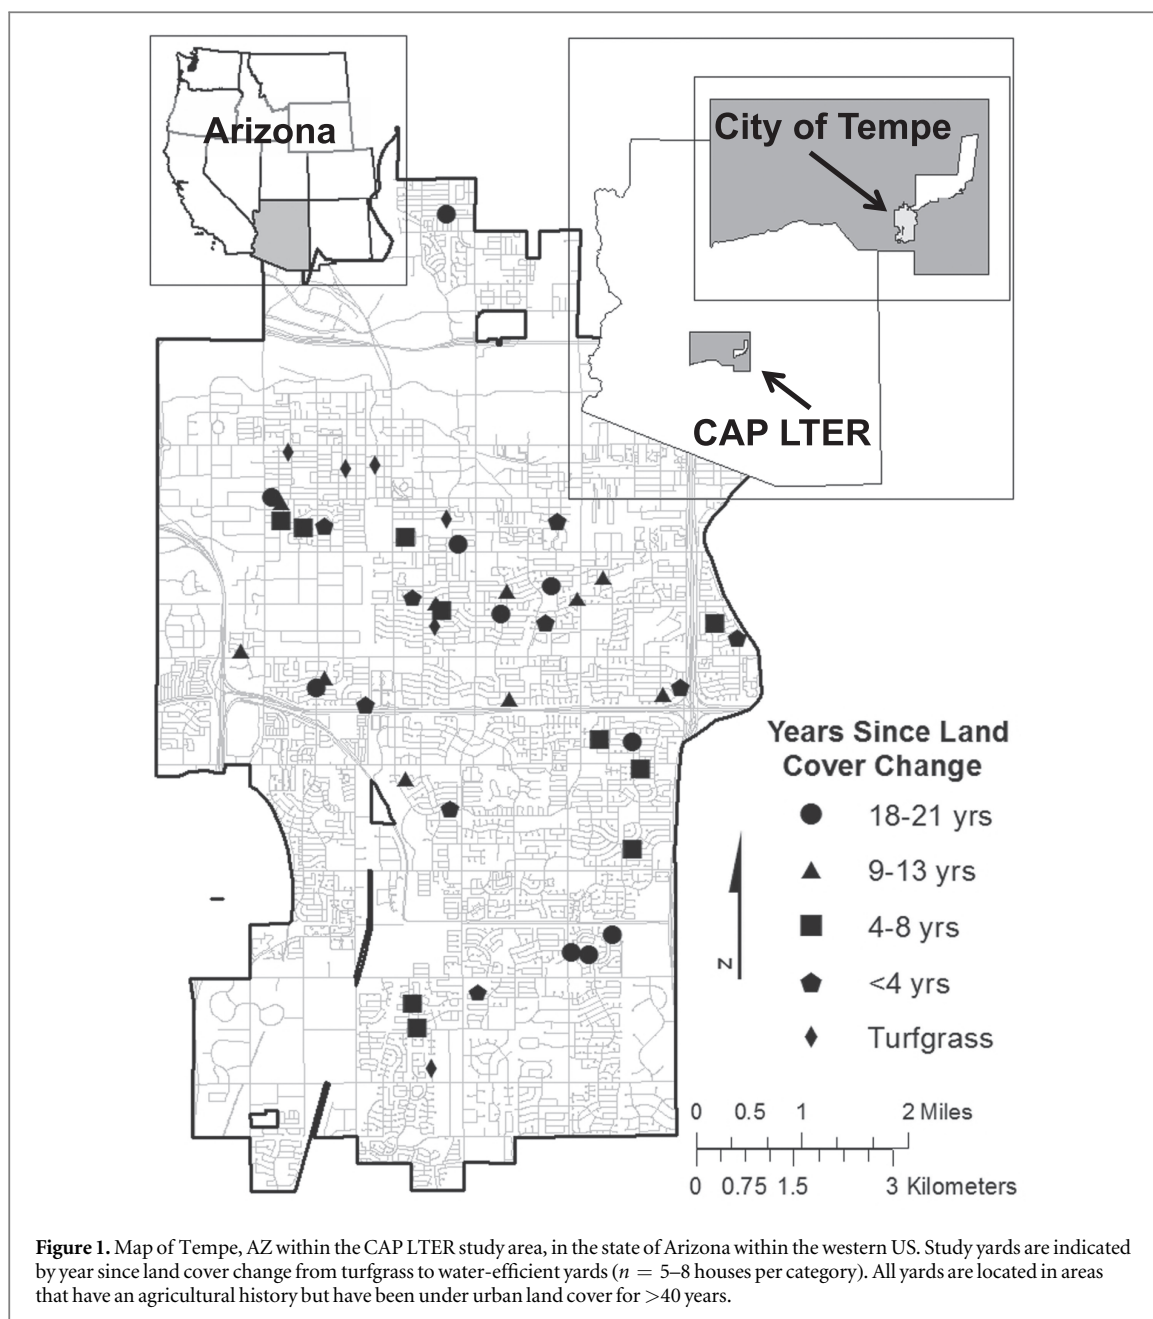 Arizona
City of Tempe
CAP LTER
Years Since Land
Cover Change
18-21 yrs
9-13 yrs
4-8 yrs
<4 yrs
Turfgrass
N
0 0.5 1 2 Miles
0 0.75 1.5 3 Kilometers
Figure 1. Map of Tempe, AZ within the CAP LTER study area, in the state of Arizona within the western US. Study yards are indicated
by year since land cover change from turfgrass to water-efficient yards (n = 5–8 houses per category). All yards are located in areas
that have an agricultural history but have been under urban land cover for >40 years.